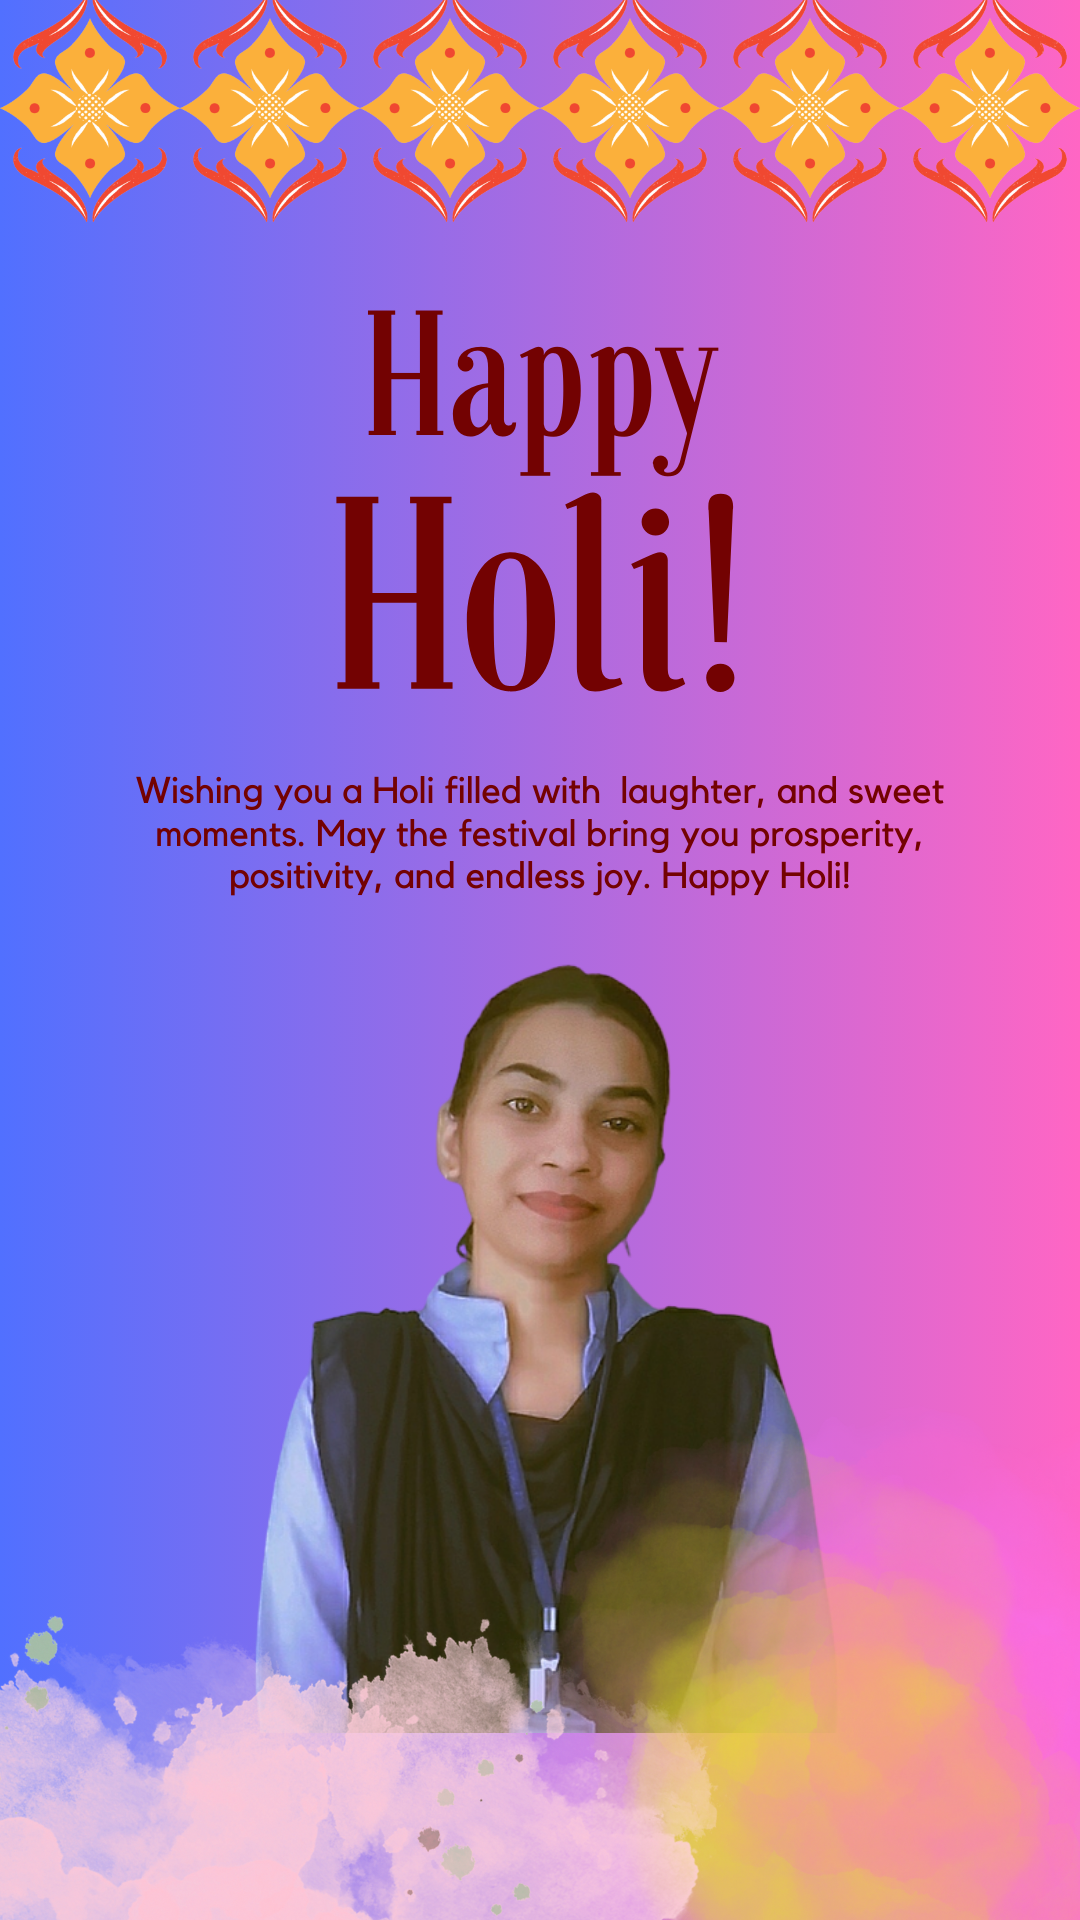 Happy
Holi!
Wishing you a Holi filled with  laughter, and sweet
moments. May the festival bring you prosperity,
positivity, and endless joy. Happy Holi!